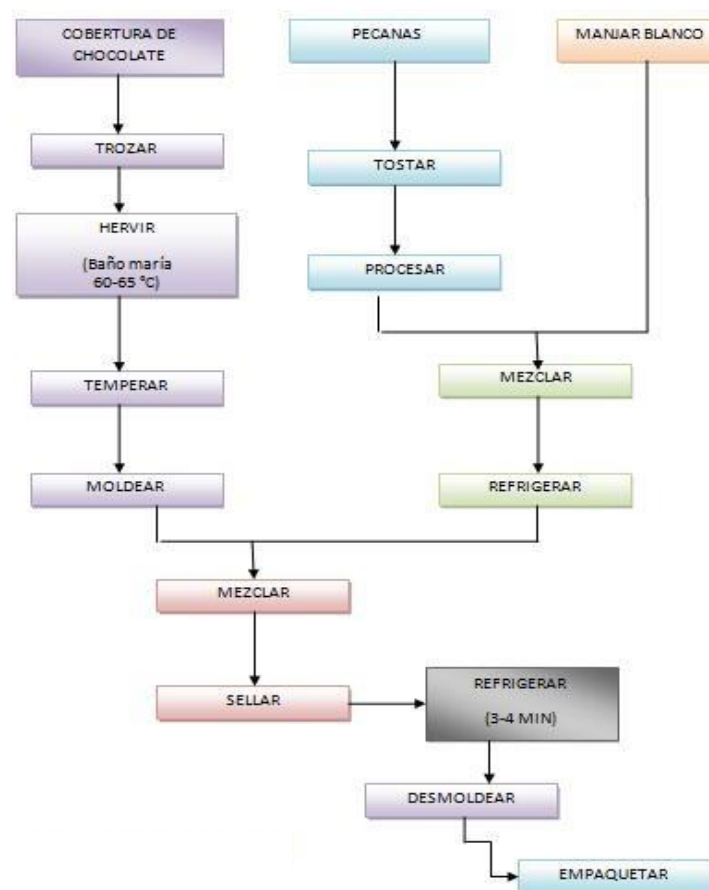 COBERTURA DE
CHOCOLATE
PECANAS
MANJAR BLANCO
TROZAR
TOSTAR
HERVIR
(Baño maría
60-65 °C)
PROCESAR
TEMPERAR
MEZCLAR
MOLDEAR
REFRIGERAR
MEZCLAR
SELLAR
REFRIGERAR
(3-4 MIN)
DESMOLDEAR
EMPAQUETAR